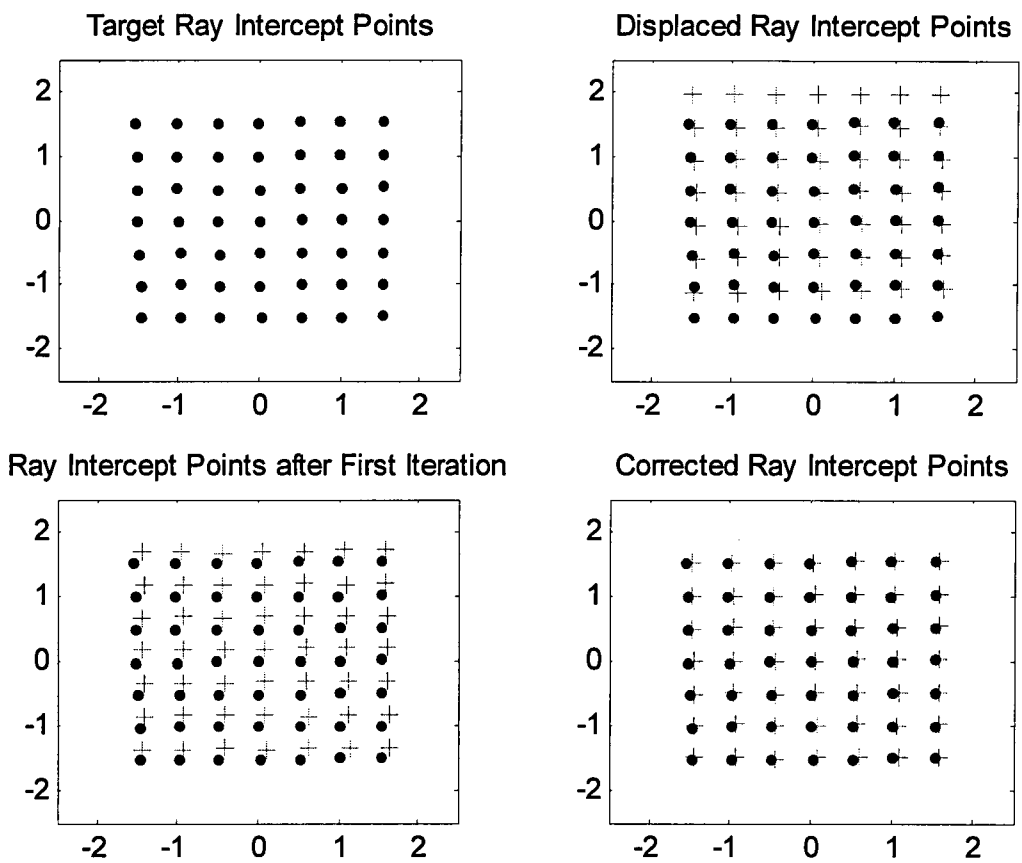 Target Ray Intercept Points
2
1
0
-1
-2
-2 -1 0 1 2
Displaced Ray Intercept Points
2
1
0
-1
-2
-2 -1 0 1 2
Ray Intercept Points after First Iteration
2
1
0
-1
-2
-2 -1 0 1 2
Corrected Ray Intercept Points
2
1
0
-1
-2
-2 -1 0 1 2